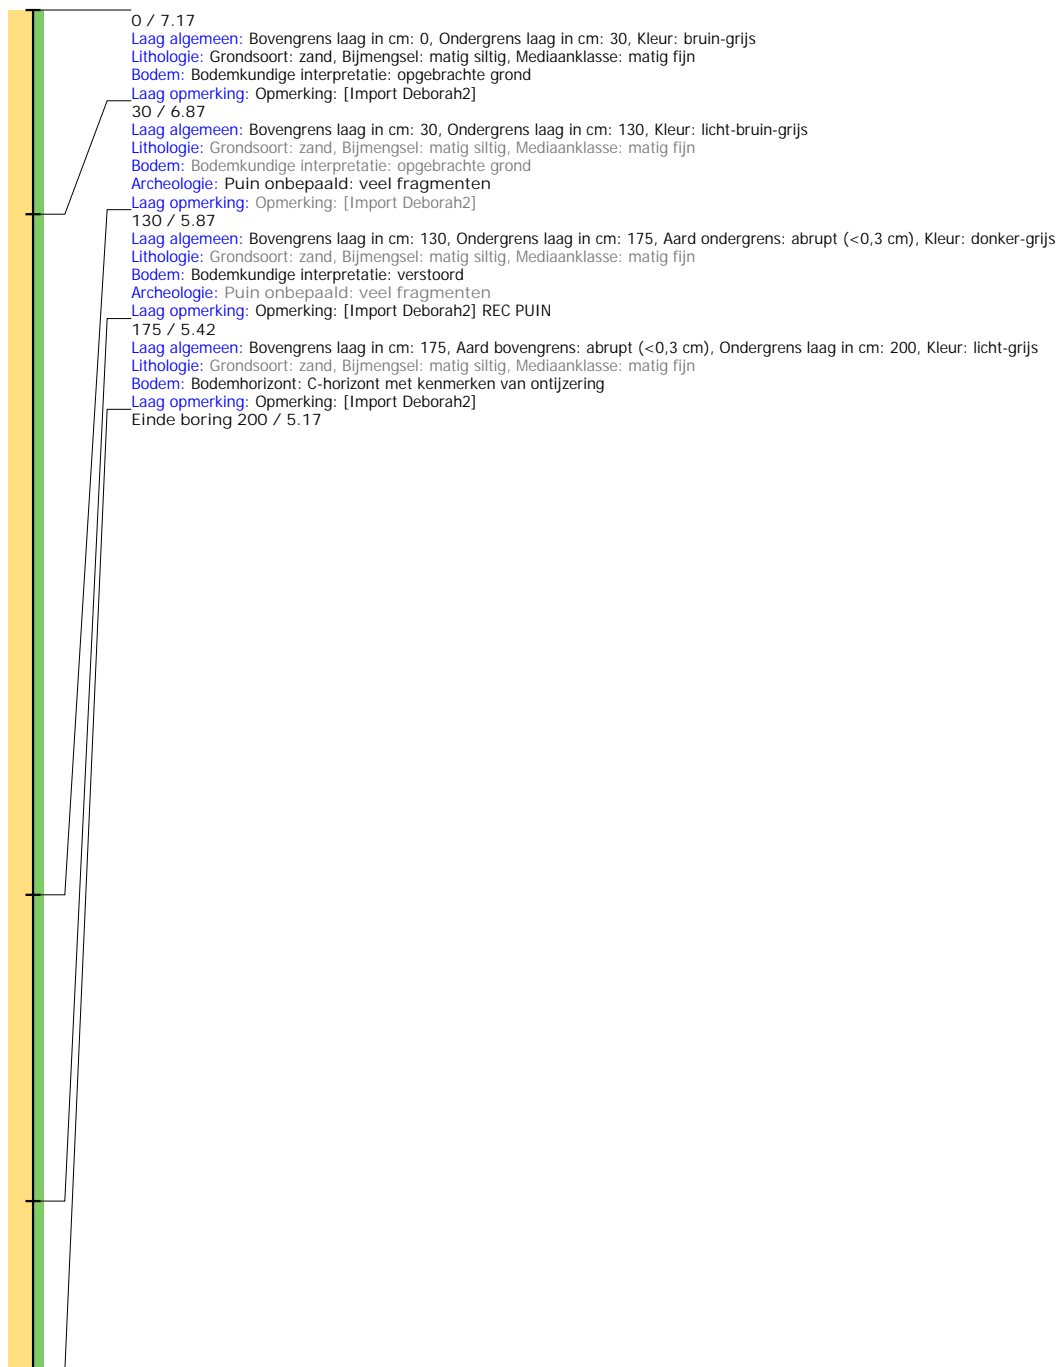 0 / 7.17
Laag algemeen: Bovengrens laag in cm: 0, Ondergrens laag in cm: 30, Kleur: bruin-grijs
Lithologie: Grondsoort: zand, Bijmengsel: matig siltig, Mediaanklasse: matig fijn
Bodem: Bodemkundige interpretatie: opgebrachte grond
Laag opmerking: Opmerking: [Import Deborah2]
30 / 6.87
Laag algemeen: Bovengrens laag in cm: 30, Ondergrens laag in cm: 130, Kleur: licht-bruin-grijs
Lithologie: Grondsoort: zand, Bijmengsel: matig siltig, Mediaanklasse: matig fijn
Bodem: Bodemkundige interpretatie: opgebrachte grond
Archeologie: Puin onbepaald: veel fragmenten
Laag opmerking: Opmerking: [Import Deborah2]
130 / 5.87
Laag algemeen: Bovengrens laag in cm: 130, Ondergrens laag in cm: 175, Aard ondergrens: abrupt (<0,3 cm), Kleur: donker-grijs
Lithologie: Grondsoort: zand, Bijmengsel: matig siltig, Mediaanklasse: matig fijn
Bodem: Bodemkundige interpretatie: verstoord
Archeologie: Puin onbepaald: veel fragmenten
Laag opmerking: Opmerking: [Import Deborah2] REC PUIN
175 / 5.42
Laag algemeen: Bovengrens laag in cm: 175, Aard bovengrens: abrupt (<0,3 cm), Ondergrens laag in cm: 200, Kleur: licht-grijs
Lithologie: Grondsoort: zand, Bijmengsel: matig siltig, Mediaanklasse: matig fijn
Bodem: Bodemhorizont: C-horizont met kenmerken van ontijzering
Laag opmerking: Opmerking: [Import Deborah2]
Einde boring 200 / 5.17